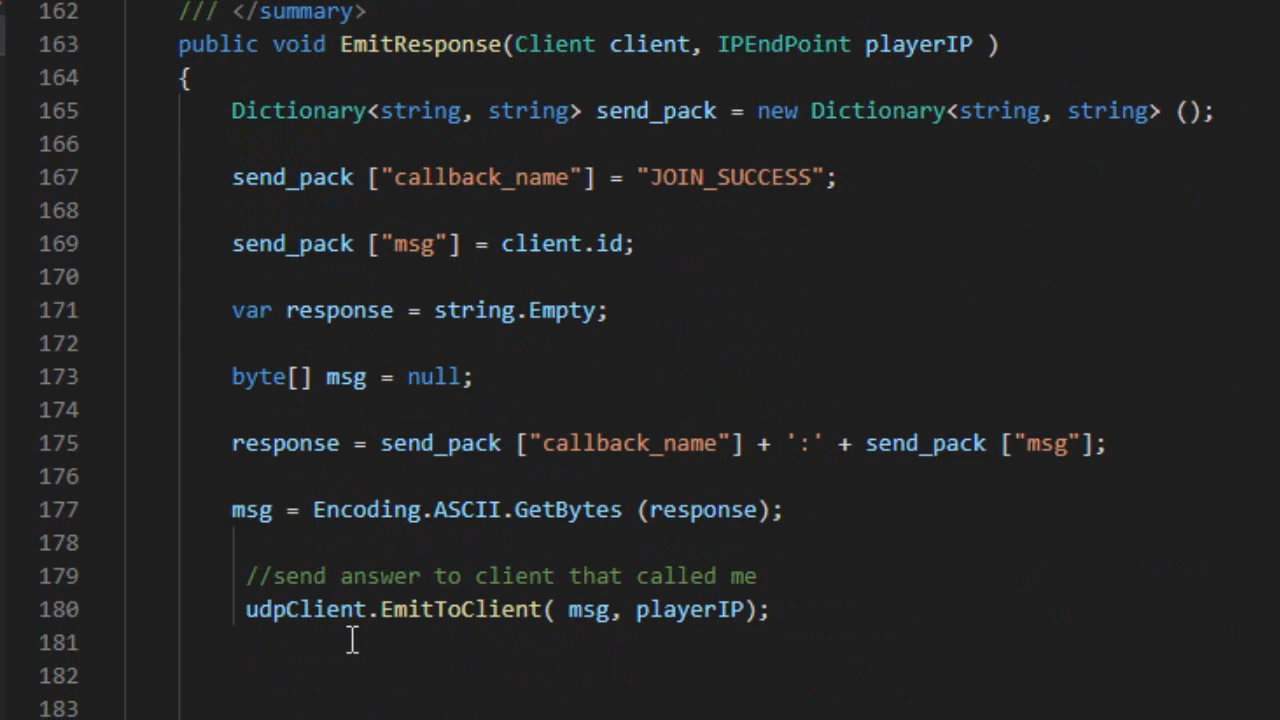 162 /// </summary>
163 public void EmitResponse(Client client, IPEndPoint playerIP )
164 {
165 Dictionary<string, string> send_pack = new Dictionary<string, string> ();
166
167 send_pack ["callback_name"] = "JOIN_SUCCESS";
168
169 send_pack ["msg"] = client.id;
170
171 var response = string.Empty;
172
173 byte[] msg = null;
174
175 response = send_pack ["callback_name"] + ':' + send_pack ["msg"];
176
177 msg = Encoding.ASCII.GetBytes (response);
178
179 //send answer to client that called me
180 udpClient.EmitToClient( msg, playerIP);
181
182
183